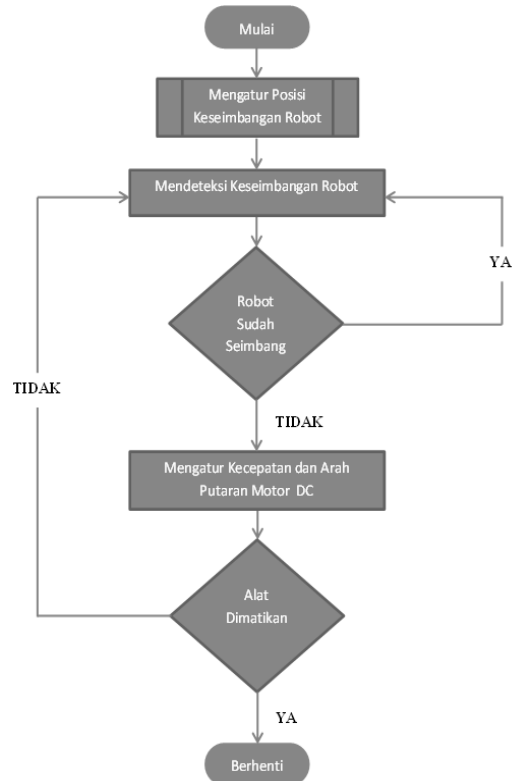 Mulai
Mengatur Posisi
Keseimbangan Robot
Mendeteksi Keseimbangan Robot
YA
Robot
Sudah
Seimbang
TIDAK
TIDAK
Mengatur Kecepatan dan Arah
Putaran Motor DC
Alat
Dimatikan
YA
Berhenti